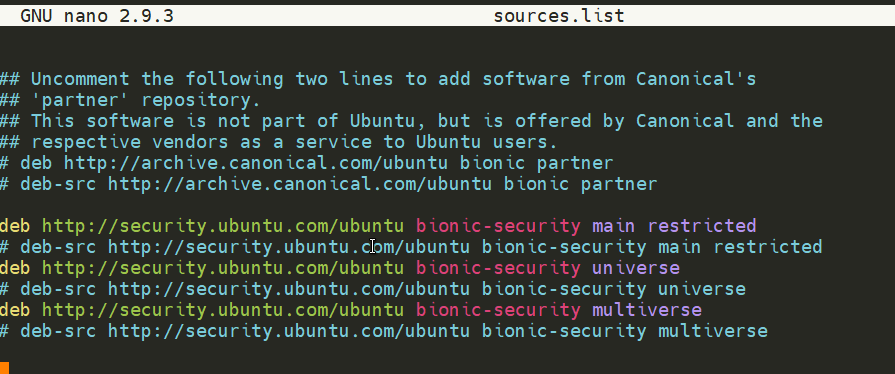 GNU nano 2.9.3 sources.list
## Uncomment the following two lines to add software from Canonical's
## 'partner' repository.
## This software is not part of Ubuntu, but is offered by Canonical and the
## respective vendors as a service to Ubuntu users.
# deb http://archive.canonical.com/ubuntu bionic partner
# deb-src http://archive.canonical.com/ubuntu bionic partner
deb http://security.ubuntu.com/ubuntu bionic-security main restricted
# deb-src http://security.ubuntu.com/ubuntu bionic-security main restricted
deb http://security.ubuntu.com/ubuntu bionic-security universe
# deb-src http://security.ubuntu.com/ubuntu bionic-security universe
deb http://security.ubuntu.com/ubuntu bionic-security multiverse
# deb-src http://security.ubuntu.com/ubuntu bionic-security multiverse